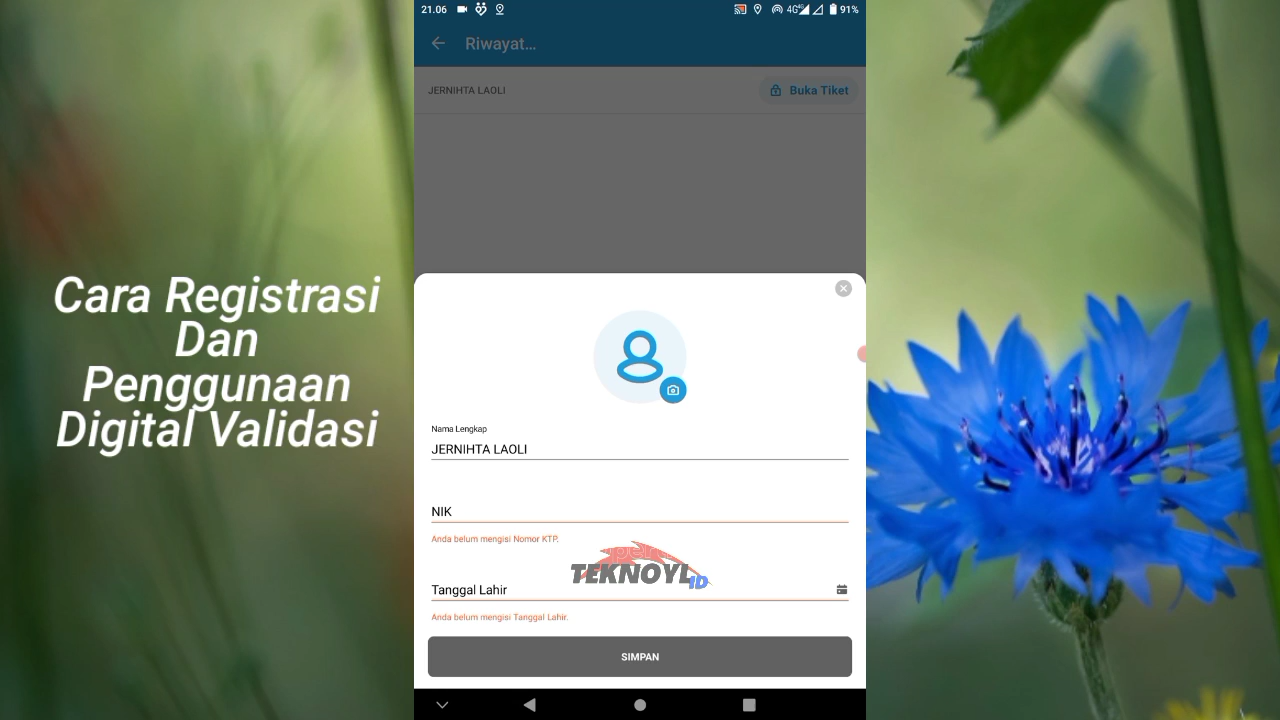 Cara Registrasi
Dan
Penggunaan
Digital Validasi
21.06
4G
91%
Riwayat...
JERNIHTA LAOLI
Buka Tiket
Nama Lengkap
JERNIHTA LAOLI
NIK
Anda belum mengisi Nomor KTP.
TEKNOYL
ID
Tanggal Lahir
Anda belum mengisi Tanggal Lahir.
SIMPAN